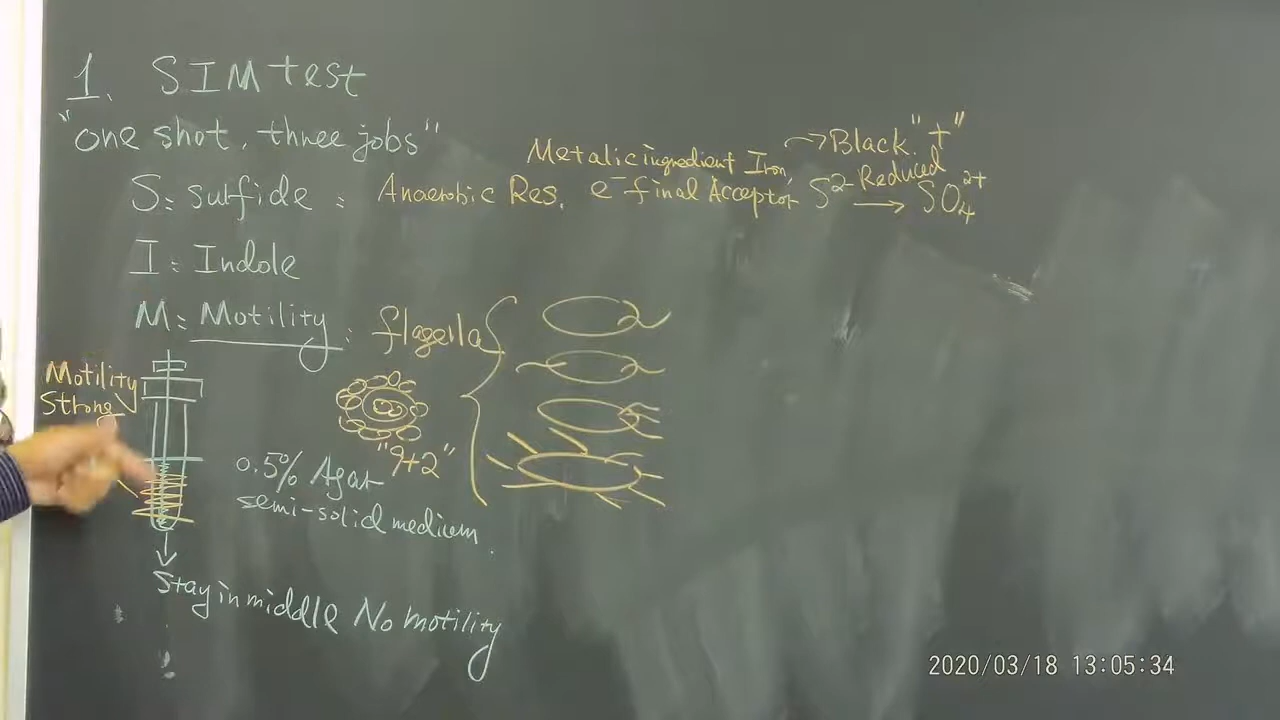 1. SIM test
"one shot, three jobs"
Metalic ingredient Iron, → Black. "+"
S: sulfide : Anaerobic Res. e⁻ final Acceptor S²⁻ Reduced → SO₄²⁺
I: Indole
M: Motility : flagella
Motility
Strong
"9+2"
0.5% Agar
semi-solid medium.
Stay in middle No motility
2020/03/18 13:05:34